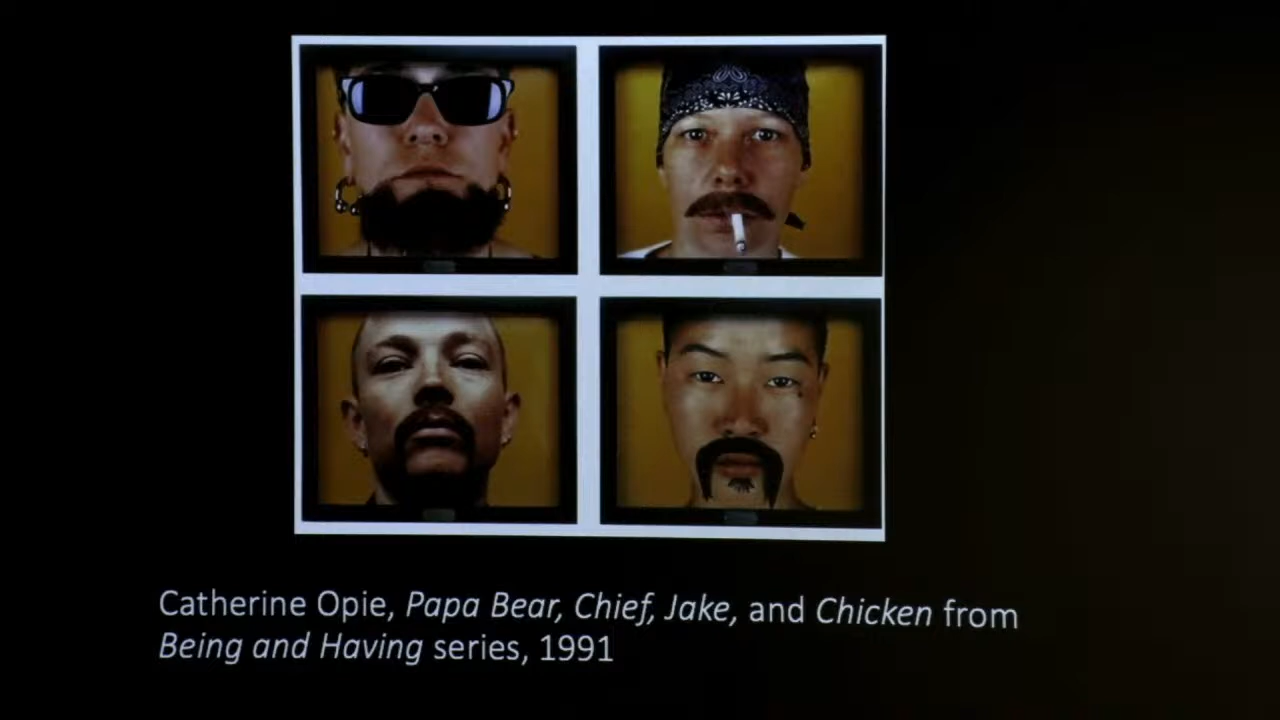 Catherine Opie, Papa Bear, Chief, Jake, and Chicken from
Being and Having series, 1991